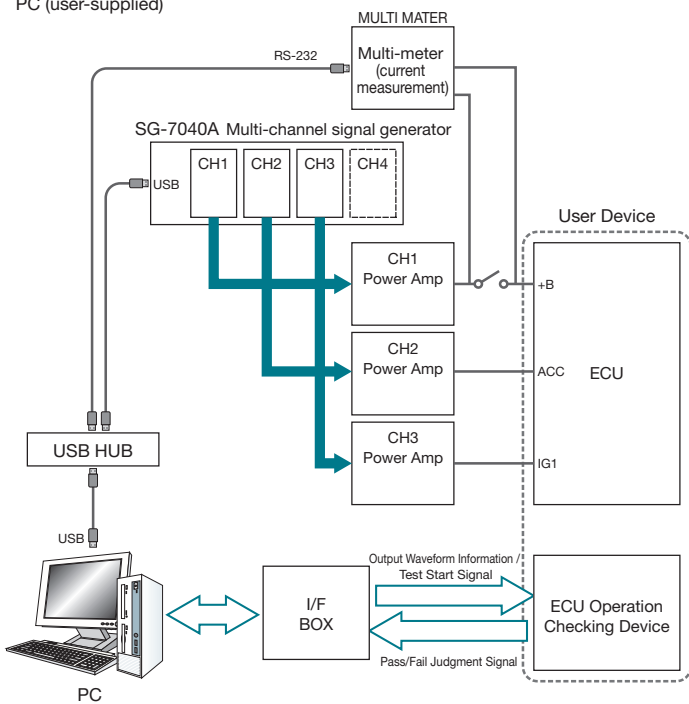 PC (user-supplied)
MULTI MATER
RS-232
Multi-meter
(current
measurement)
SG-7040A Multi-channel signal generator
USB
CH1
CH2
CH3
CH4
User Device
CH1
Power Amp
+B
CH2
Power Amp
ACC
ECU
CH3
Power Amp
IG1
USB HUB
USB
Output Waveform Information /
Test Start Signal
I/F
BOX
ECU Operation
Checking Device
Pass/Fail Judgment Signal
PC